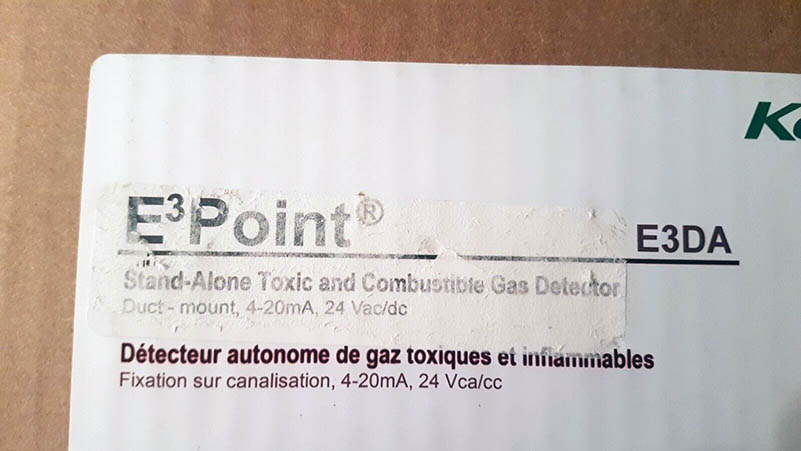 E³Point®
E3DA
Stand-Alone Toxic and Combustible Gas Detector
Duct - mount, 4-20mA, 24 Vac/dc
Détecteur autonome de gaz toxiques et inflammables
Fixation sur canalisation, 4-20mA, 24 Vca/cc